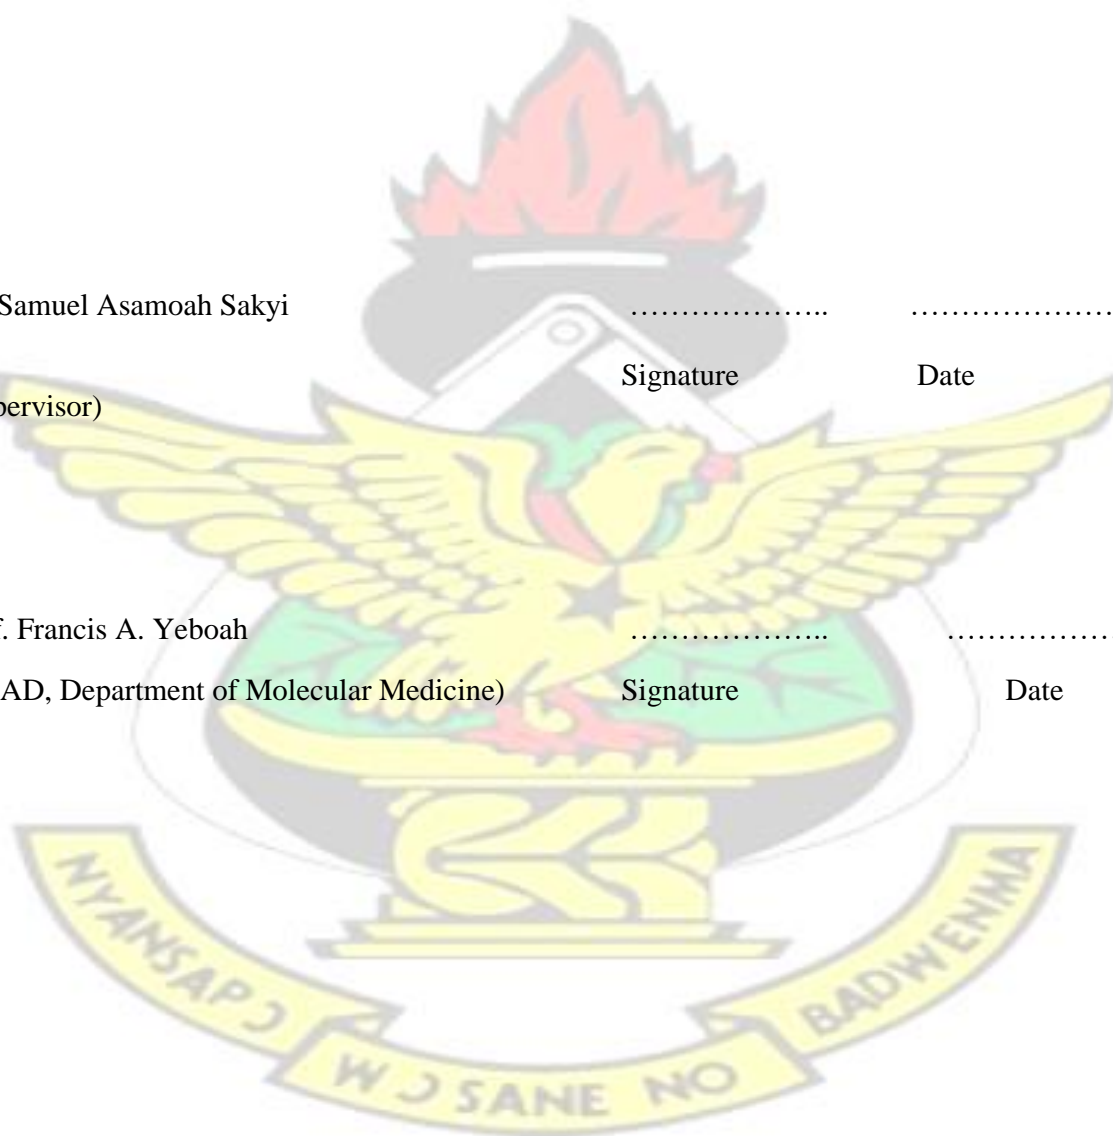 Samuel Asamoah Sakyi ……………….. …………………
Signature Date
pervisor)
f. Francis A. Yeboah ……………….. ………………
AD, Department of Molecular Medicine) Signature Date
NYANSAPƆ WƆSANE NO BADWENMA